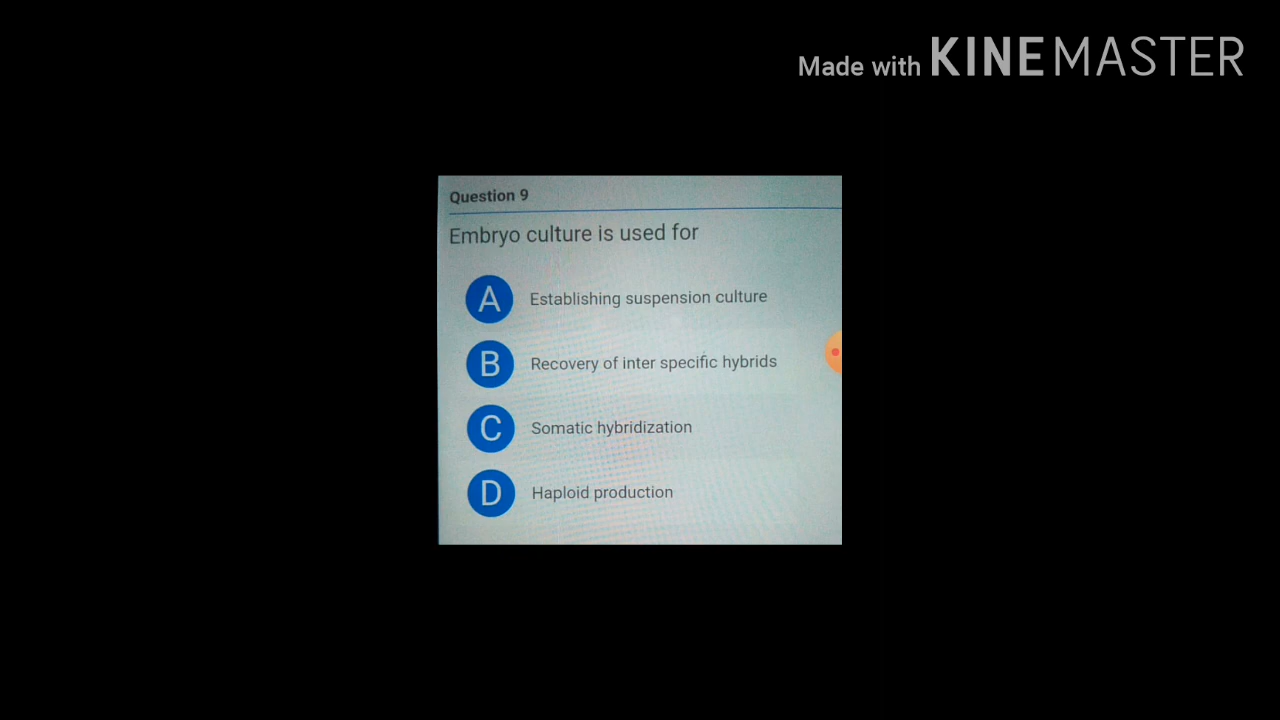 Made with KINEMASTER
Question 9
Embryo culture is used for
A Establishing suspension culture
B Recovery of inter specific hybrids
C Somatic hybridization
D Haploid production